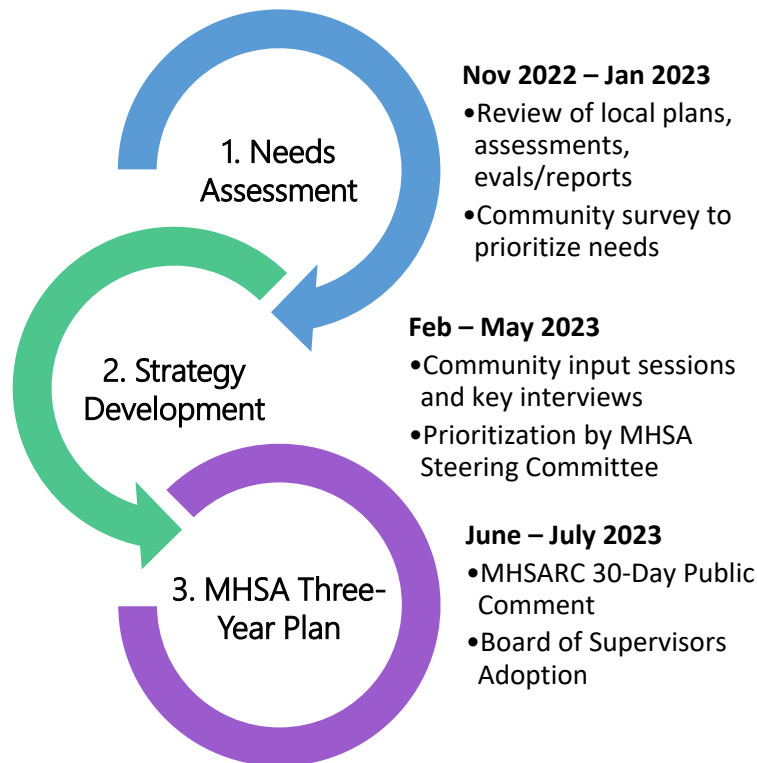 1. Needs
Assessment
Nov 2022 – Jan 2023
•Review of local plans,
assessments,
evals/reports
•Community survey to
prioritize needs
2. Strategy
Development
Feb – May 2023
•Community input sessions
and key interviews
•Prioritization by MHSA
Steering Committee
3. MHSA Three-
Year Plan
June – July 2023
•MHSARC 30-Day Public
Comment
•Board of Supervisors
Adoption